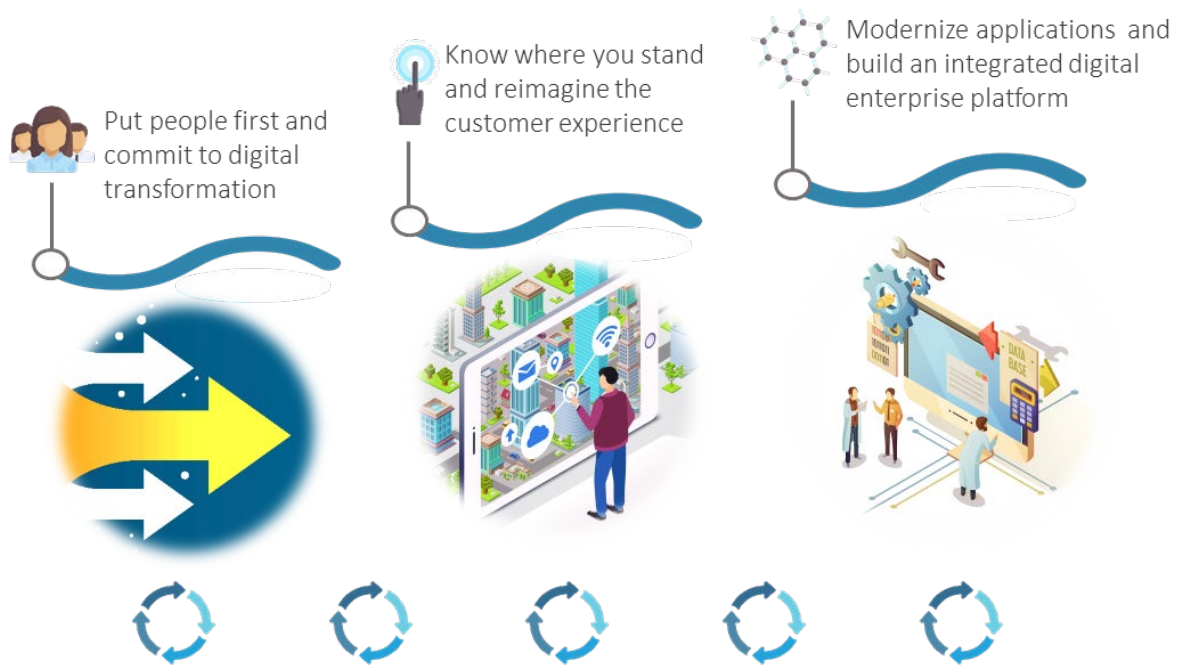 Put people first and
commit to digital
transformation
Know where you stand
and reimagine the
customer experience
Modernize applications and
build an integrated digital
enterprise platform
DATA
BASE